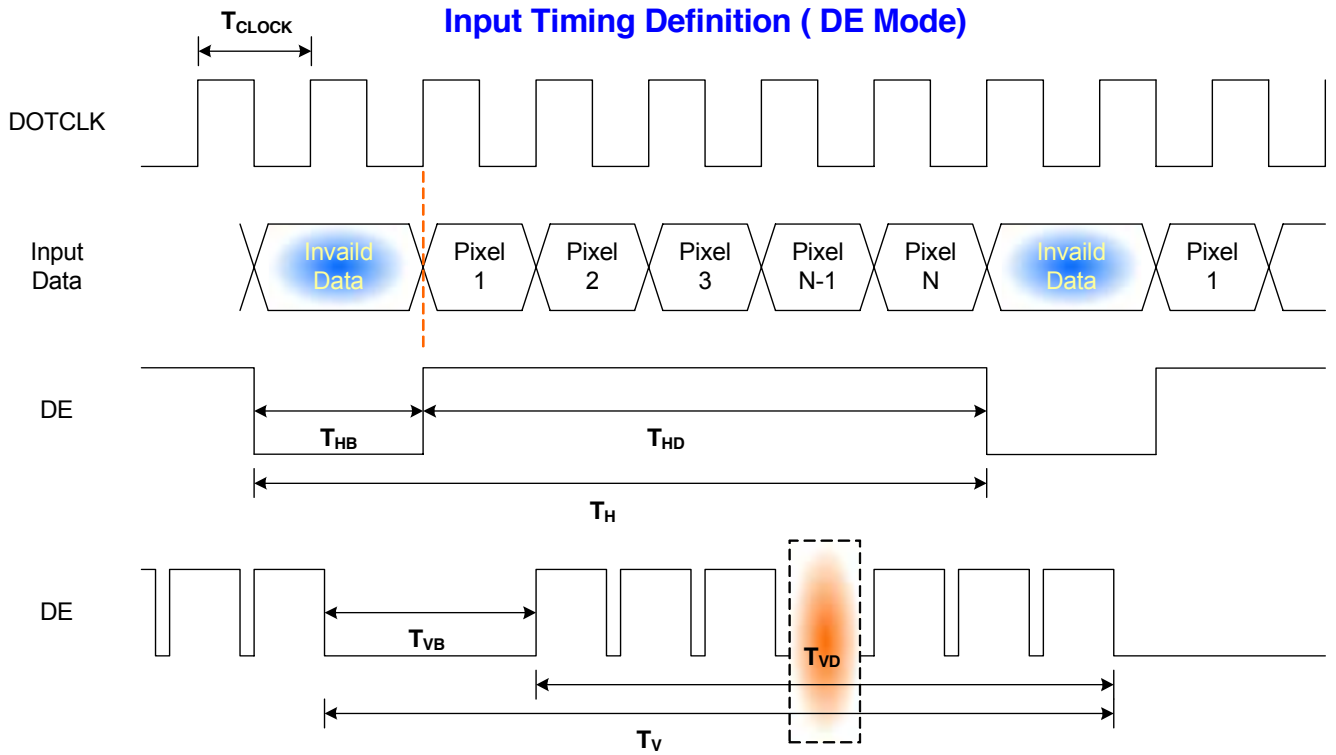 Input Timing Definition ( DE Mode)
TCLOCK
DOTCLK
Input
Data
Invaild
Data
Pixel
1
Pixel
2
Pixel
3
Pixel
N-1
Pixel
N
Invaild
Data
Pixel
1
DE
THB
THD
TH
DE
TVB
TVD
TV